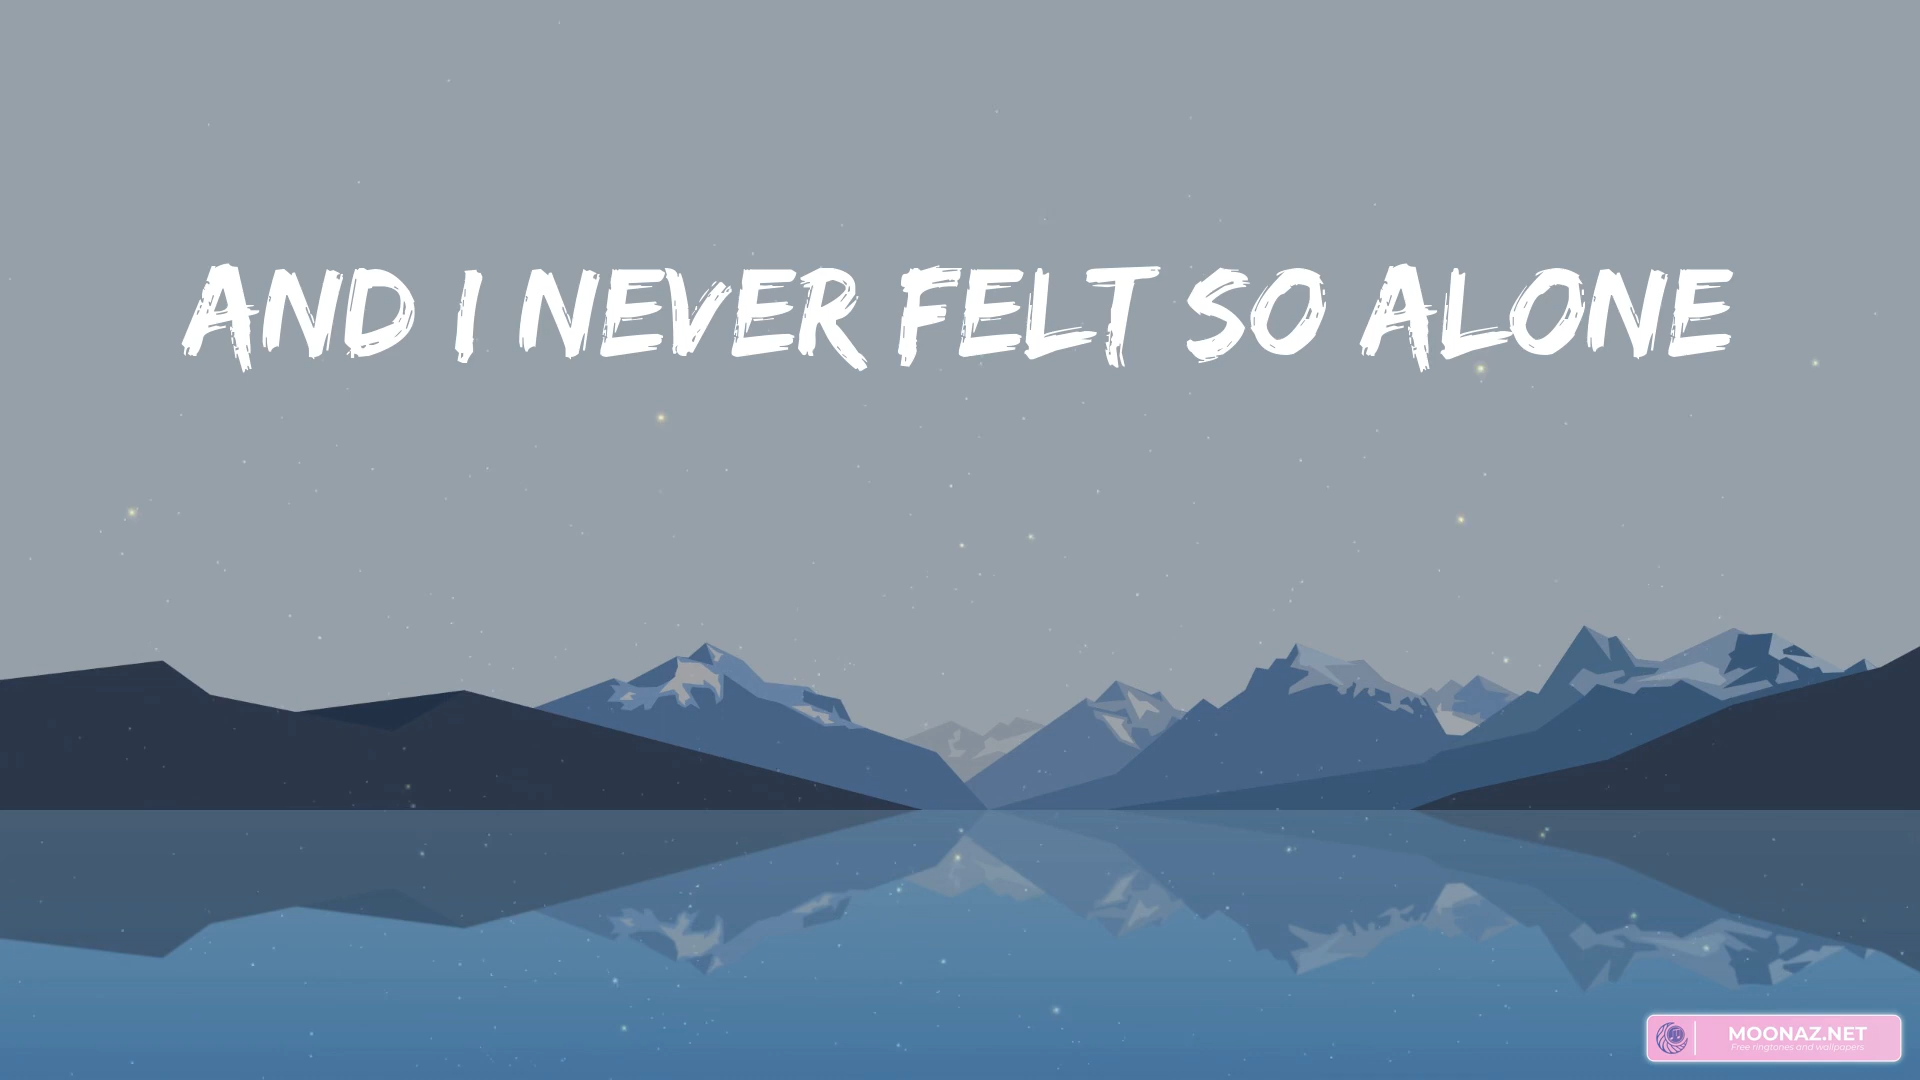 AND I NEVER FELT SO ALONE
MOONAZ.NET
Free ringtones and wallpapers